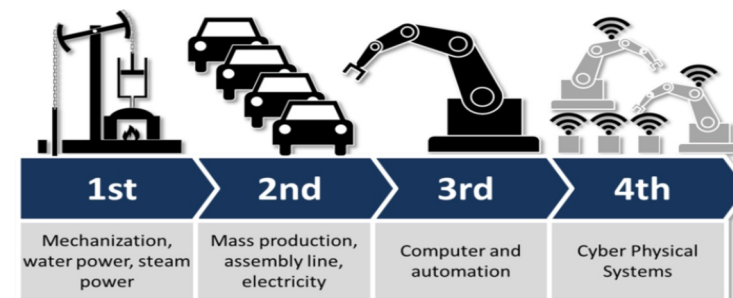 1st
2nd
3rd
4th
Mechanization,
water power, steam
power
Mass production,
assembly line,
electricity
Computer and
automation
Cyber Physical
Systems